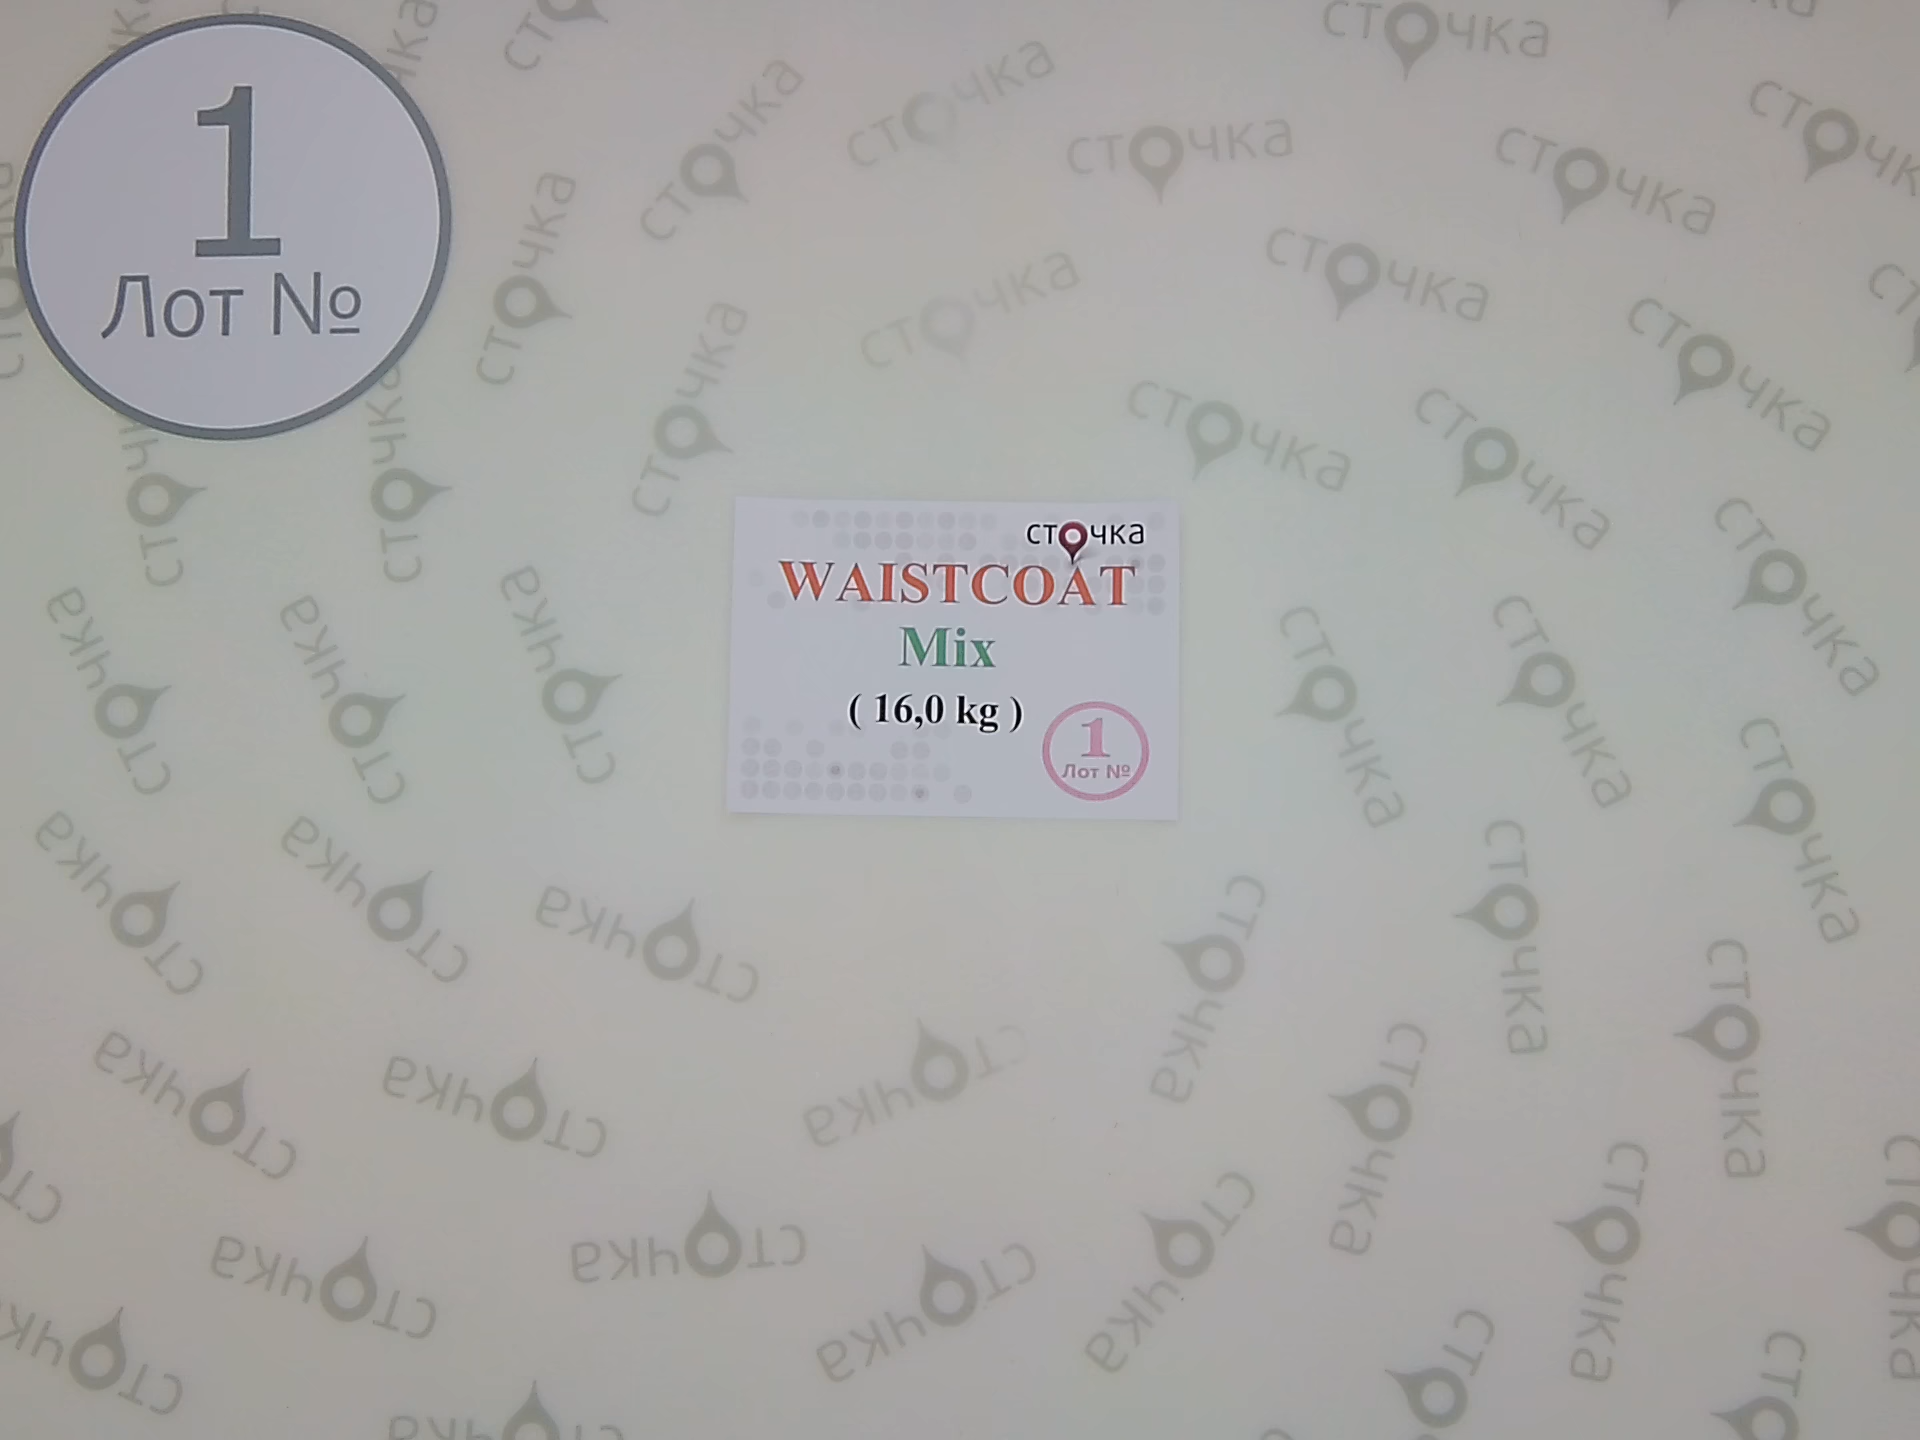 1
Лот №
сточка
WAISTCOAT
Mix
( 16,0 kg )
1
Лот №